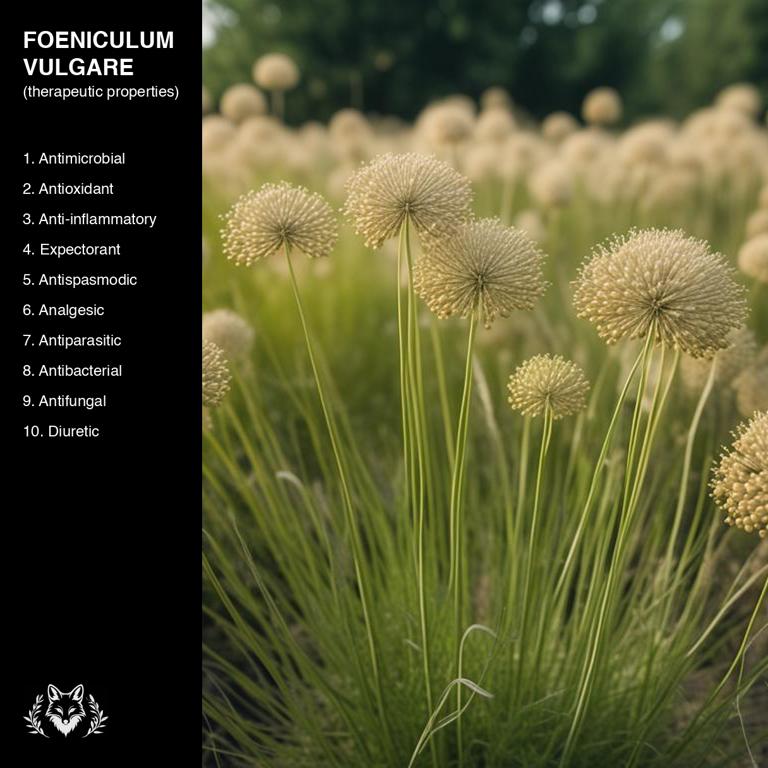 FOENICULUM
VULGARE
(therapeutic properties)
1. Antimicrobial
2. Antioxidant
3. Anti-inflammatory
4. Expectorant
5. Antispasmodic
6. Analgesic
7. Antiparasitic
8. Antibacterial
9. Antifungal
10. Diuretic